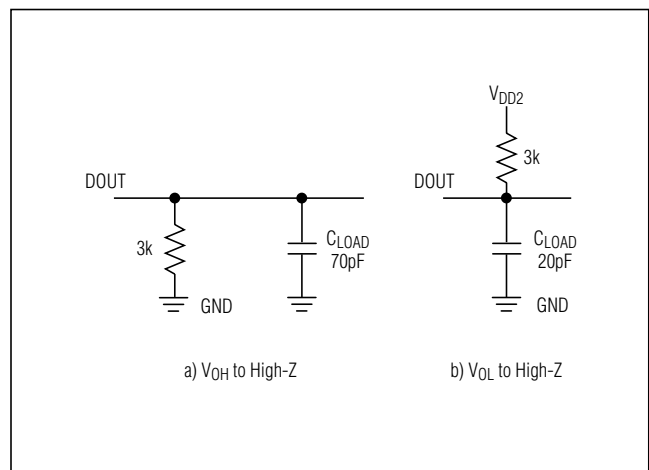 V_DD2
3k
DOUT
DOUT
3k
C_LOAD
70pF
C_LOAD
20pF
GND
GND
a) V_OH to High-Z
b) V_OL to High-Z